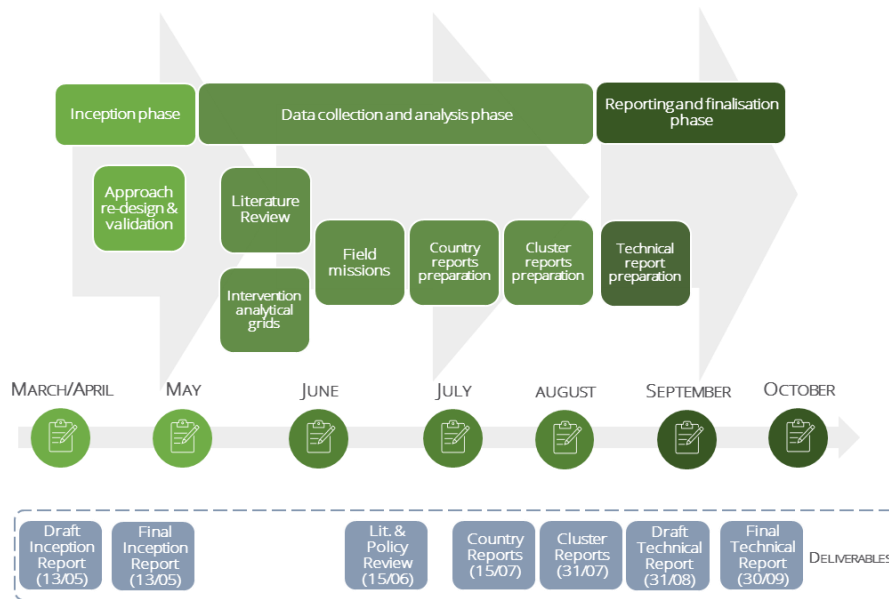 Inception phase
Data collection and analysis phase
Reporting and finalisation
phase
Approach
re-design &
validation
Literature
Review
Intervention
analytical
grids
Field
missions
Country
reports
preparation
Cluster
reports
preparation
Technical
report
preparation
MARCH/APRIL
MAY
JUNE
JULY
AUGUST
SEPTEMBER
OCTOBER
Draft
Inception
Report
(13/05)
Final
Inception
Report
(13/05)
Lit. &
Policy
Review
(15/06)
Country
Reports
(15/07)
Cluster
Reports
(31/07)
Draft
Technical
Report
(31/08)
Final
Technical
Report
(30/09)
DELIVERABLES